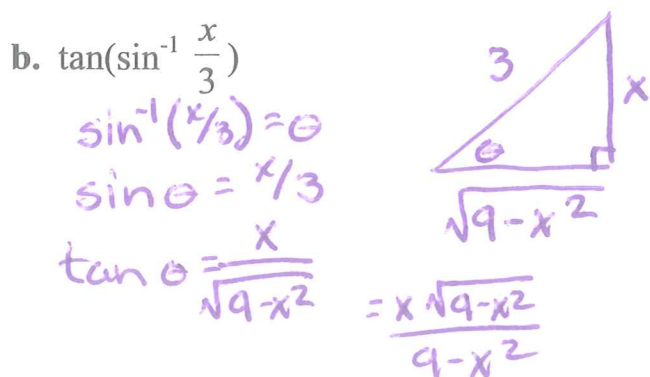 b. tan(sin⁻¹ x/3)
sin⁻¹(x/3) = θ
sin θ = x/3
tan θ = x/√(9-x²)
= x√(9-x²)/(9-x²)
3
x
θ
√(9-x²)